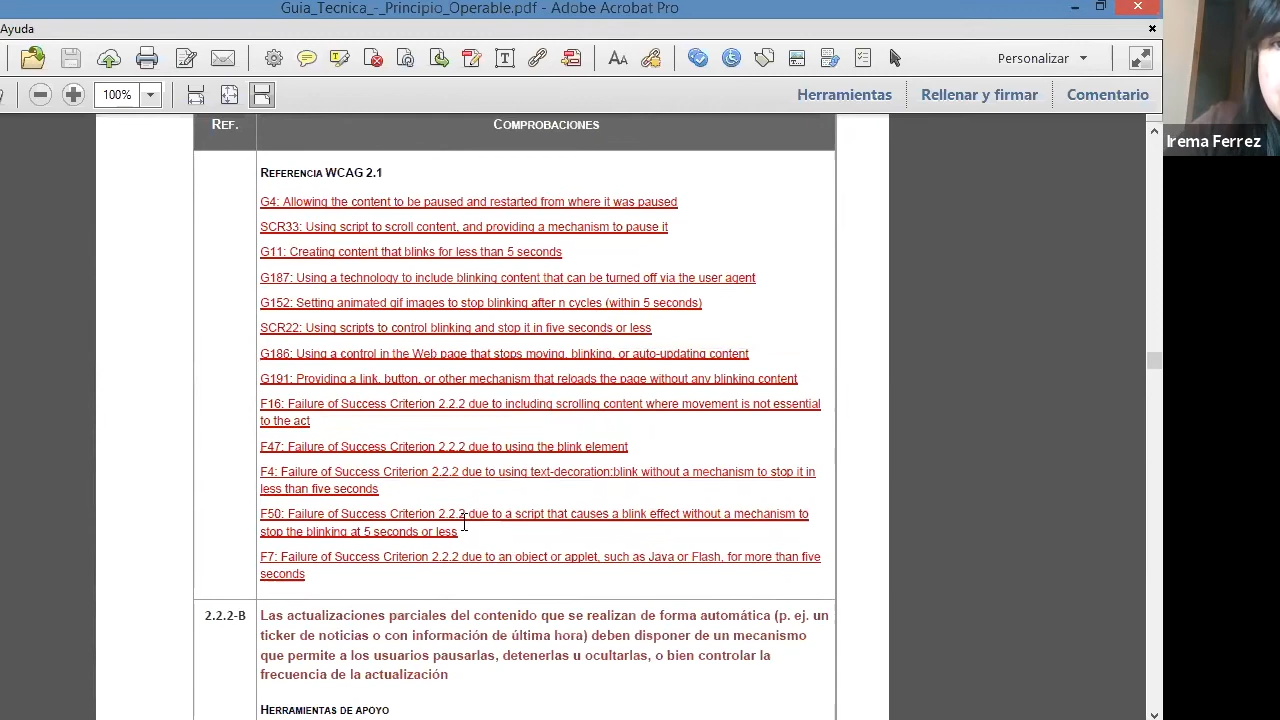 Guia_Tecnica_-_Principio_Operable.pdf - Adobe Acrobat Pro
Ayuda
Personalizar
100%
Herramientas
Rellenar y firmar
Comentario
Irema Ferrez
REF.
COMPROBACIONES
REFERENCIA WCAG 2.1
G4: Allowing the content to be paused and restarted from where it was paused
SCR33: Using script to scroll content, and providing a mechanism to pause it
G11: Creating content that blinks for less than 5 seconds
G187: Using a technology to include blinking content that can be turned off via the user agent
G152: Setting animated gif images to stop blinking after n cycles (within 5 seconds)
SCR22: Using scripts to control blinking and stop it in five seconds or less
G186: Using a control in the Web page that stops moving, blinking, or auto-updating content
G191: Providing a link, button, or other mechanism that reloads the page without any blinking content
F16: Failure of Success Criterion 2.2.2 due to including scrolling content where movement is not essential
to the act
F47: Failure of Success Criterion 2.2.2 due to using the blink element
F4: Failure of Success Criterion 2.2.2 due to using text-decoration:blink without a mechanism to stop it in
less than five seconds
F50: Failure of Success Criterion 2.2.2 due to a script that causes a blink effect without a mechanism to
stop the blinking at 5 seconds or less
F7: Failure of Success Criterion 2.2.2 due to an object or applet, such as Java or Flash, for more than five
seconds
2.2.2-B
Las actualizaciones parciales del contenido que se realizan de forma automática (p. ej. un
ticker de noticias o con información de última hora) deben disponer de un mecanismo
que permite a los usuarios pausarlas, detenerlas u ocultarlas, o bien controlar la
frecuencia de la actualización
HERRAMIENTAS DE APOYO